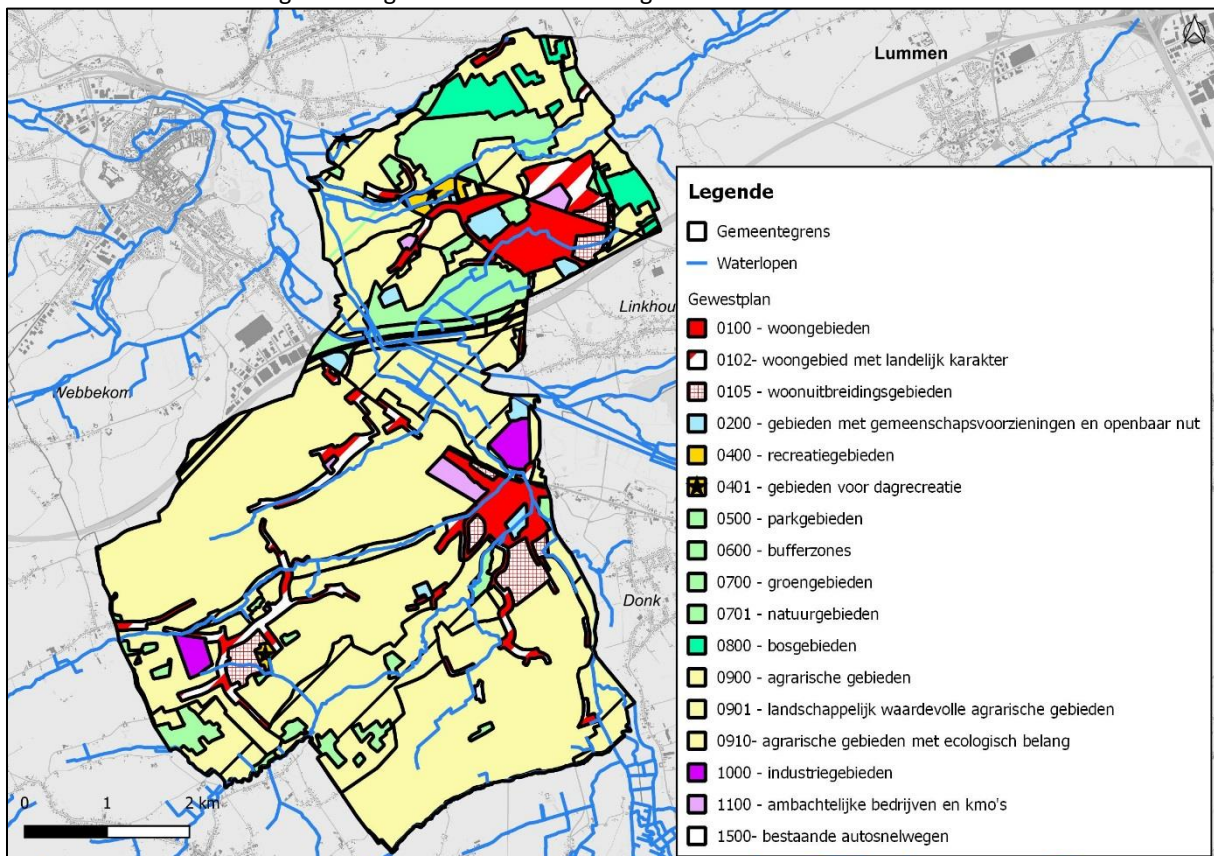 Lummen
Linkhou
Webbekom
Donk
Legende
Gemeentegrens
Waterlopen
Gewestplan
0100 - woongebieden
0102- woongebied met landelijk karakter
0105 - woonuitbreidingsgebieden
0200 - gebieden met gemeenschapsvoorzieningen en openbaar nut
0400 - recreatiegebieden
0401 - gebieden voor dagrecreatie
0500 - parkgebieden
0600 - bufferzones
0700 - groengebieden
0701 - natuurgebieden
0800 - bosgebieden
0900 - agrarische gebieden
0901 - landschappelijk waardevolle agrarische gebieden
0910- agrarische gebieden met ecologisch belang
1000 - industriegebieden
1100 - ambachtelijke bedrijven en kmo's
1500- bestaande autosnelwegen
0 1 2 km